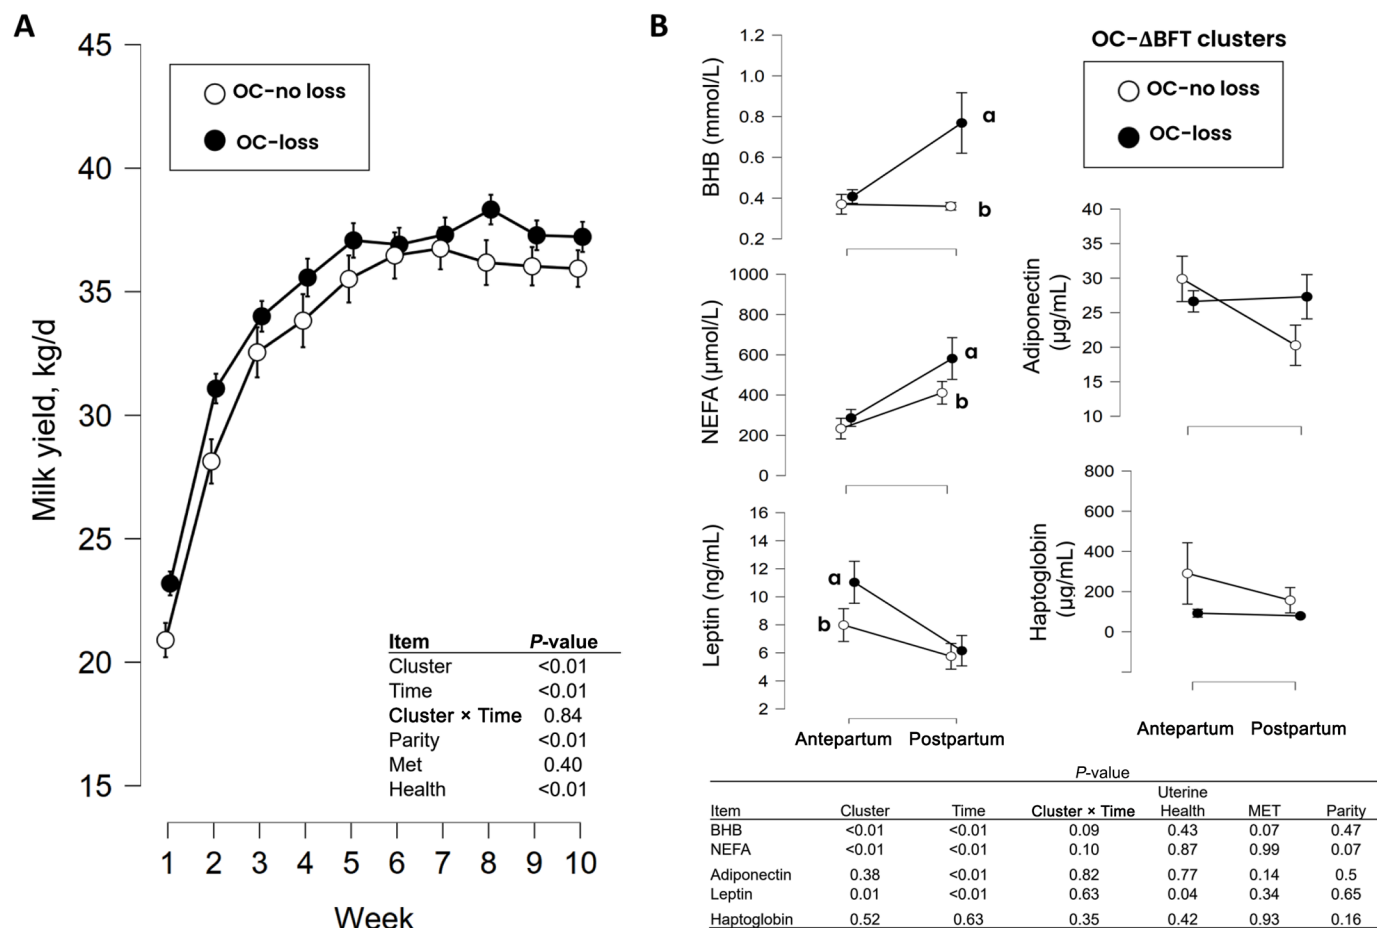 A
45
40
35
30
25
20
15
Milk yield, kg/d
OC-no loss
OC-loss
Item P-value
Cluster <0.01
Time <0.01
Cluster × Time 0.84
Parity <0.01
Met 0.40
Health <0.01
1 2 3 4 5 6 7 8 9 10
Week
B
OC-ΔBFT clusters
OC-no loss
OC-loss
BHB (mmol/L)
1.2
1.0
0.8
0.6
0.4
0.2
a
b
NEFA (µmol/L)
1000
800
600
400
200
0
a
b
Leptin (ng/mL)
16
14
12
10
8
6
4
2
a
b
Antepartum Postpartum
Adiponectin
(µg/mL)
40
35
30
25
20
15
10
Haptoglobin
(µg/mL)
800
600
400
200
0
Antepartum Postpartum
P-value
Uterine
Item Cluster Time Cluster × Time Health MET Parity
BHB <0.01 <0.01 0.09 0.43 0.07 0.47
NEFA <0.01 <0.01 0.10 0.87 0.99 0.07
Adiponectin 0.38 <0.01 0.82 0.77 0.14 0.5
Leptin 0.01 <0.01 0.63 0.04 0.34 0.65
Haptoglobin 0.52 0.63 0.35 0.42 0.93 0.16